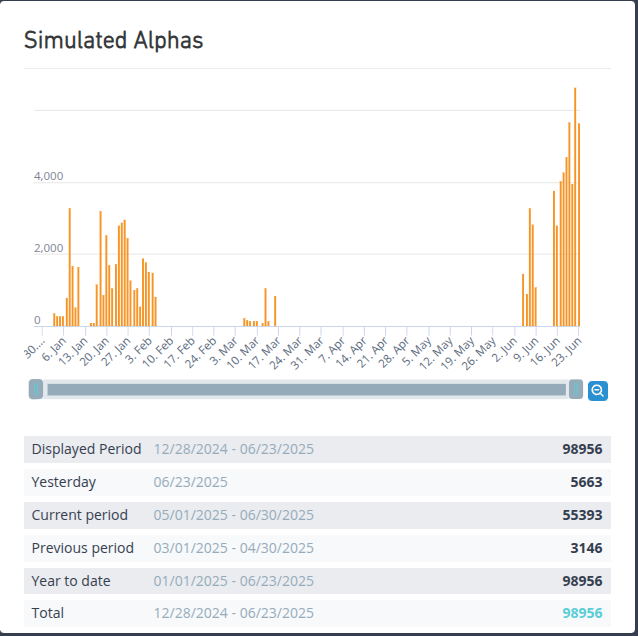 Simulated Alphas
4,000
2,000
0
30.... 6. Jan 13. Jan 20. Jan 27. Jan 3. Feb 10. Feb 17. Feb 24. Feb 3. Mar 10. Mar 17. Mar 24. Mar 31. Mar 7. Apr 14. Apr 21. Apr 28. Apr 5. May 12. May 19. May 26. May 2. Jun 9. Jun 16. Jun 23. Jun
Displayed Period 12/28/2024 - 06/23/2025 98956
Yesterday 06/23/2025 5663
Current period 05/01/2025 - 06/30/2025 55393
Previous period 03/01/2025 - 04/30/2025 3146
Year to date 01/01/2025 - 06/23/2025 98956
Total 12/28/2024 - 06/23/2025 98956